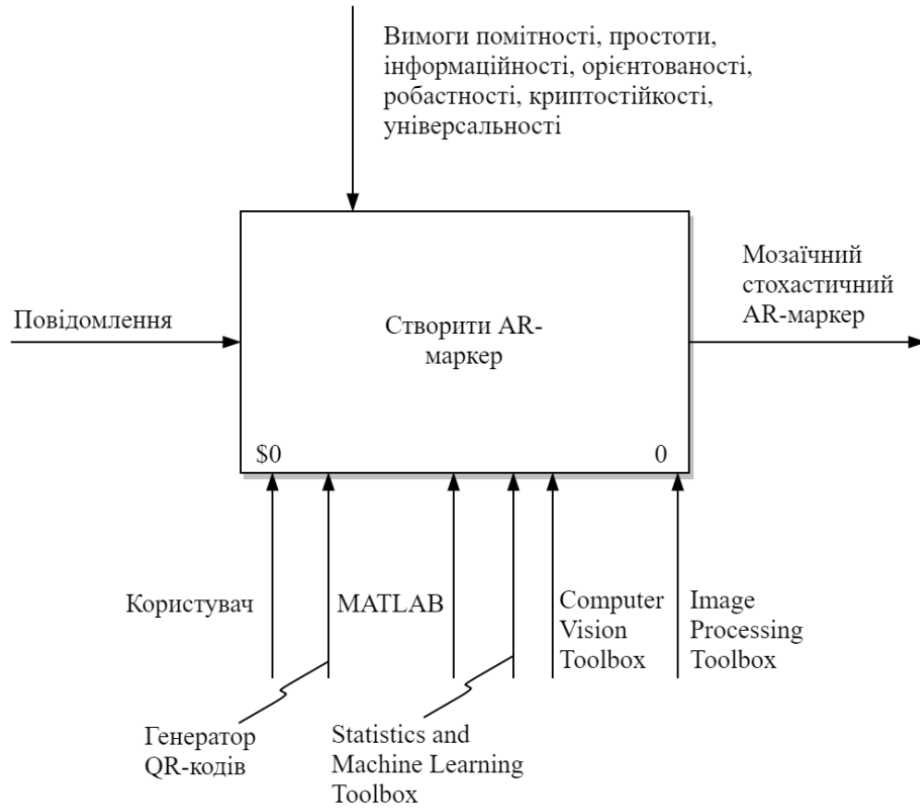 Вимоги помітності, простоти,
інформаційності, орієнтованості,
робастності, криптостійкості,
універсальності
Повідомлення
Створити AR-
маркер
Мозаїчний
стохастичний
AR-маркер
$0
0
Користувач
MATLAB
Computer
Vision
Toolbox
Image
Processing
Toolbox
Генератор
QR-кодів
Statistics and
Machine Learning
Toolbox